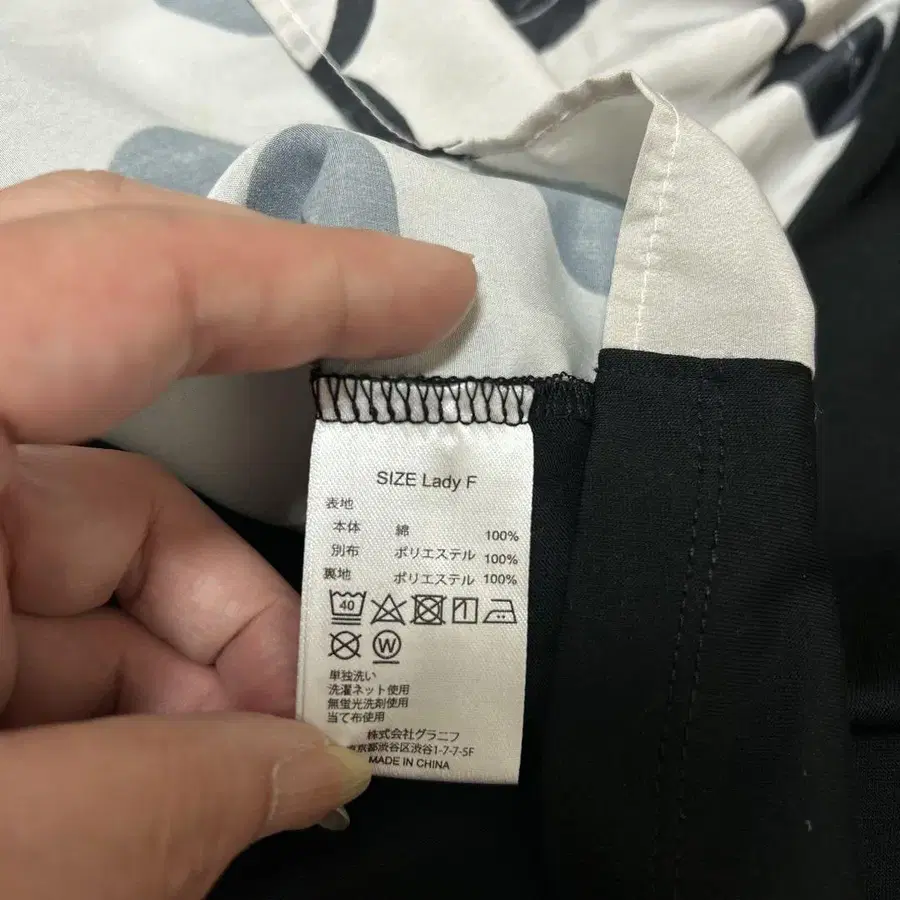 SIZE Lady F
表地
本体 綿 100%
別布 ポリエステル 100%
裏地 ポリエステル 100%
40
W
単独洗い
洗濯ネット使用
無蛍光洗剤使用
当て布使用
株式会社グラニフ
東京都渋谷区渋谷1-7-7-5F
MADE IN CHINA